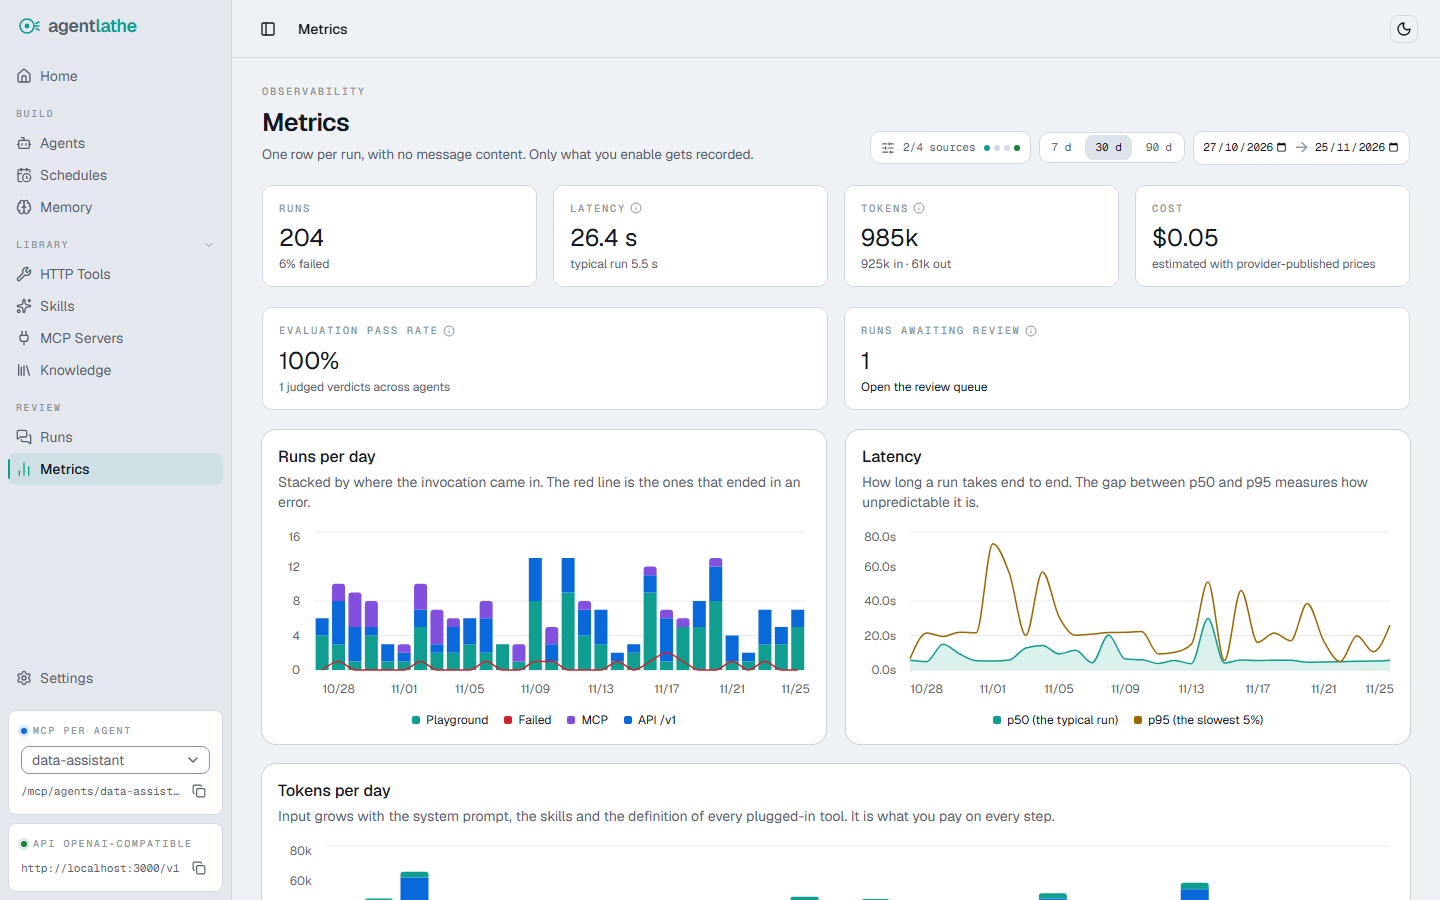 agentlathe
Home
BUILD
Agents
Schedules
Memory
LIBRARY
HTTP Tools
Skills
MCP Servers
Knowledge
REVIEW
Runs
Metrics
Settings
MCP PER AGENT
data-assistant
/mcp/agents/data-assist…
API OPENAI-COMPATIBLE
http://localhost:3000/v1
Metrics
OBSERVABILITY
Metrics
One row per run, with no message content. Only what you enable gets recorded.
2/4 sources
7 d 30 d 90 d
27/10/2026 → 25/11/2026
RUNS
204
6% failed
LATENCY
26.4 s
typical run 5.5 s
TOKENS
985k
925k in · 61k out
COST
$0.05
estimated with provider-published prices
EVALUATION PASS RATE
100%
1 judged verdicts across agents
RUNS AWAITING REVIEW
1
Open the review queue
Runs per day
Stacked by where the invocation came in. The red line is the ones that ended in an
error.
16
12
8
4
0
10/28 11/01 11/05 11/09 11/13 11/17 11/21 11/25
Playground Failed MCP API /v1
Latency
How long a run takes end to end. The gap between p50 and p95 measures how
unpredictable it is.
80.0s
60.0s
40.0s
20.0s
0.0s
10/28 11/01 11/05 11/09 11/13 11/17 11/21 11/25
p50 (the typical run) p95 (the slowest 5%)
Tokens per day
Input grows with the system prompt, the skills and the definition of every plugged-in tool. It is what you pay on every step.
80k
60k